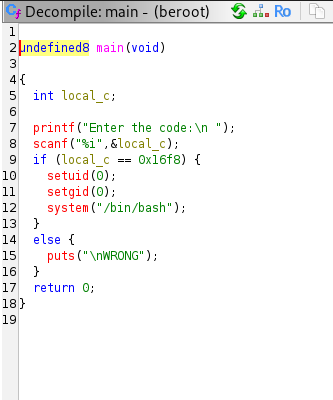 Decompile: main - (beroot)
1
2 undefined8 main(void)
3
4 {
5   int local_c;
6
7   printf("Enter the code:\n ");
8   scanf("%i",&local_c);
9   if (local_c == 0x16f8) {
10     setuid(0);
11     setgid(0);
12     system("/bin/bash");
13   }
14   else {
15     puts("\nWRONG");
16   }
17   return 0;
18 }
19